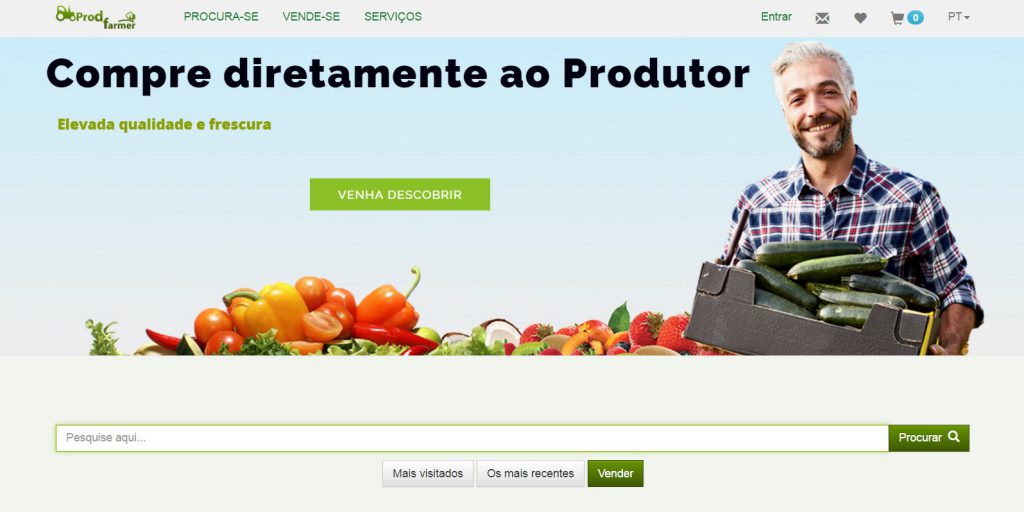 Prod farmer
PROCURA-SE VENDE-SE SERVIÇOS Entrar 0 PT
Compre diretamente ao Produtor
Elevada qualidade e frescura
VENHA DESCOBRIR
Pesquise aqui... Procurar
Mais visitados Os mais recentes Vender